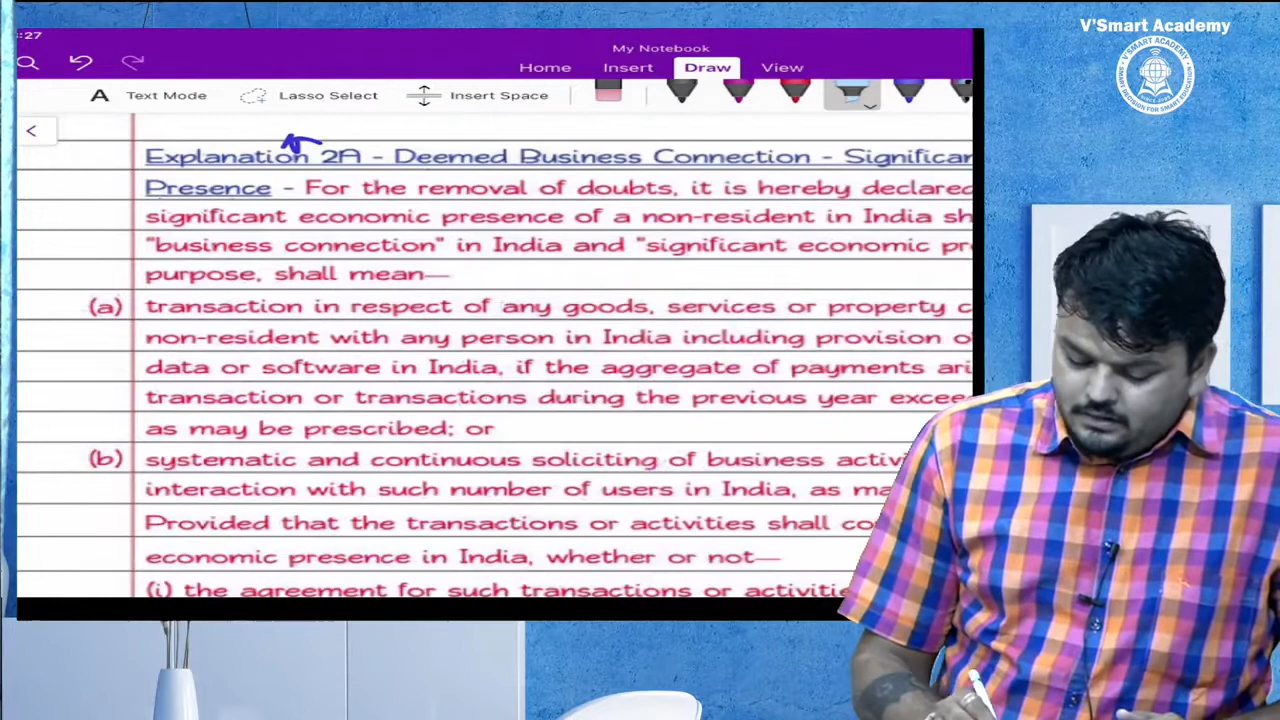 V'Smart Academy
:27
My Notebook
Home Insert Draw View
A Text Mode Lasso Select Insert Space
Explanation 2A - Deemed Business Connection - Significan
Presence - For the removal of doubts, it is hereby declared
significant economic presence of a non-resident in India sh
"business connection" in India and "significant economic pr
purpose, shall mean—
(a) transaction in respect of any goods, services or property c
non-resident with any person in India including provision o
data or software in India, if the aggregate of payments ari
transaction or transactions during the previous year excee
as may be prescribed; or
(b) systematic and continuous soliciting of business activi
interaction with such number of users in India, as ma
Provided that the transactions or activities shall co
economic presence in India, whether or not—
(i) the agreement for such transactions or activitie